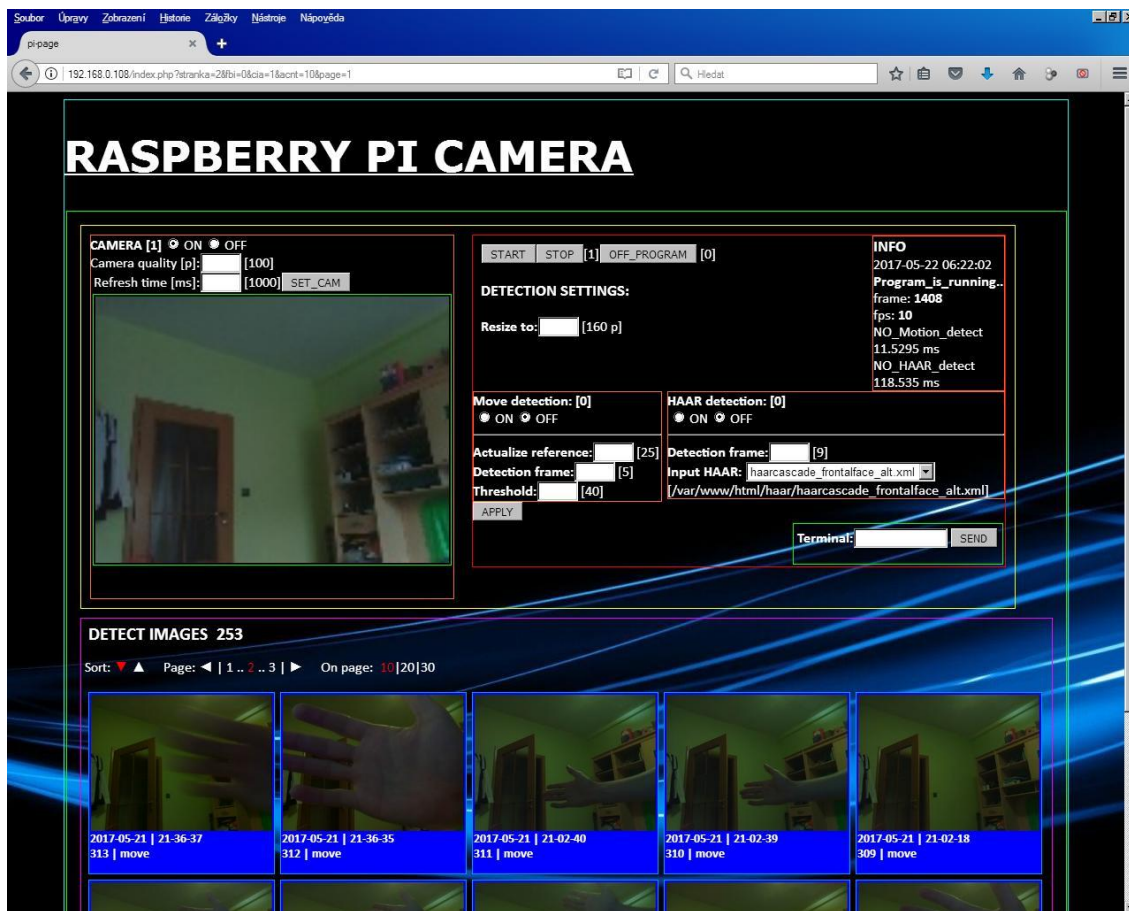 Soubor Úpravy Zobrazení Historie Záložky Nástroje Nápověda
pi-page
192.168.0.108/index.php?stranka=2&fbi=0&cia=1&acnt=10&page=1
Hledat
RASPBERRY PI CAMERA
CAMERA [1] ON OFF
Camera quality [p]: [100]
Refresh time [ms]: [1000] SET_CAM
START STOP [1] OFF_PROGRAM [0]
DETECTION SETTINGS:
Resize to: [160 p]
INFO
2017-05-22 06:22:02
Program_is_running..
frame: 1408
fps: 10
NO_Motion_detect
11.5295 ms
NO_HAAR_detect
118.535 ms
Move detection: [0]
ON OFF
Actualize reference: [25]
Detection frame: [5]
Threshold: [40]
APPLY
HAAR detection: [0]
ON OFF
Detection frame: [9]
Input HAAR: haarcascade_frontalface_alt.xml
[/var/www/html/haar/haarcascade_frontalface_alt.xml]
Terminal: SEND
DETECT IMAGES 253
Sort: ▼ ▲ Page: ◄ | 1 .. 2 .. 3 | ► On page: 10|20|30
2017-05-21 | 21-36-37
313 | move
2017-05-21 | 21-36-35
312 | move
2017-05-21 | 21-02-40
311 | move
2017-05-21 | 21-02-39
310 | move
2017-05-21 | 21-02-18
309 | move